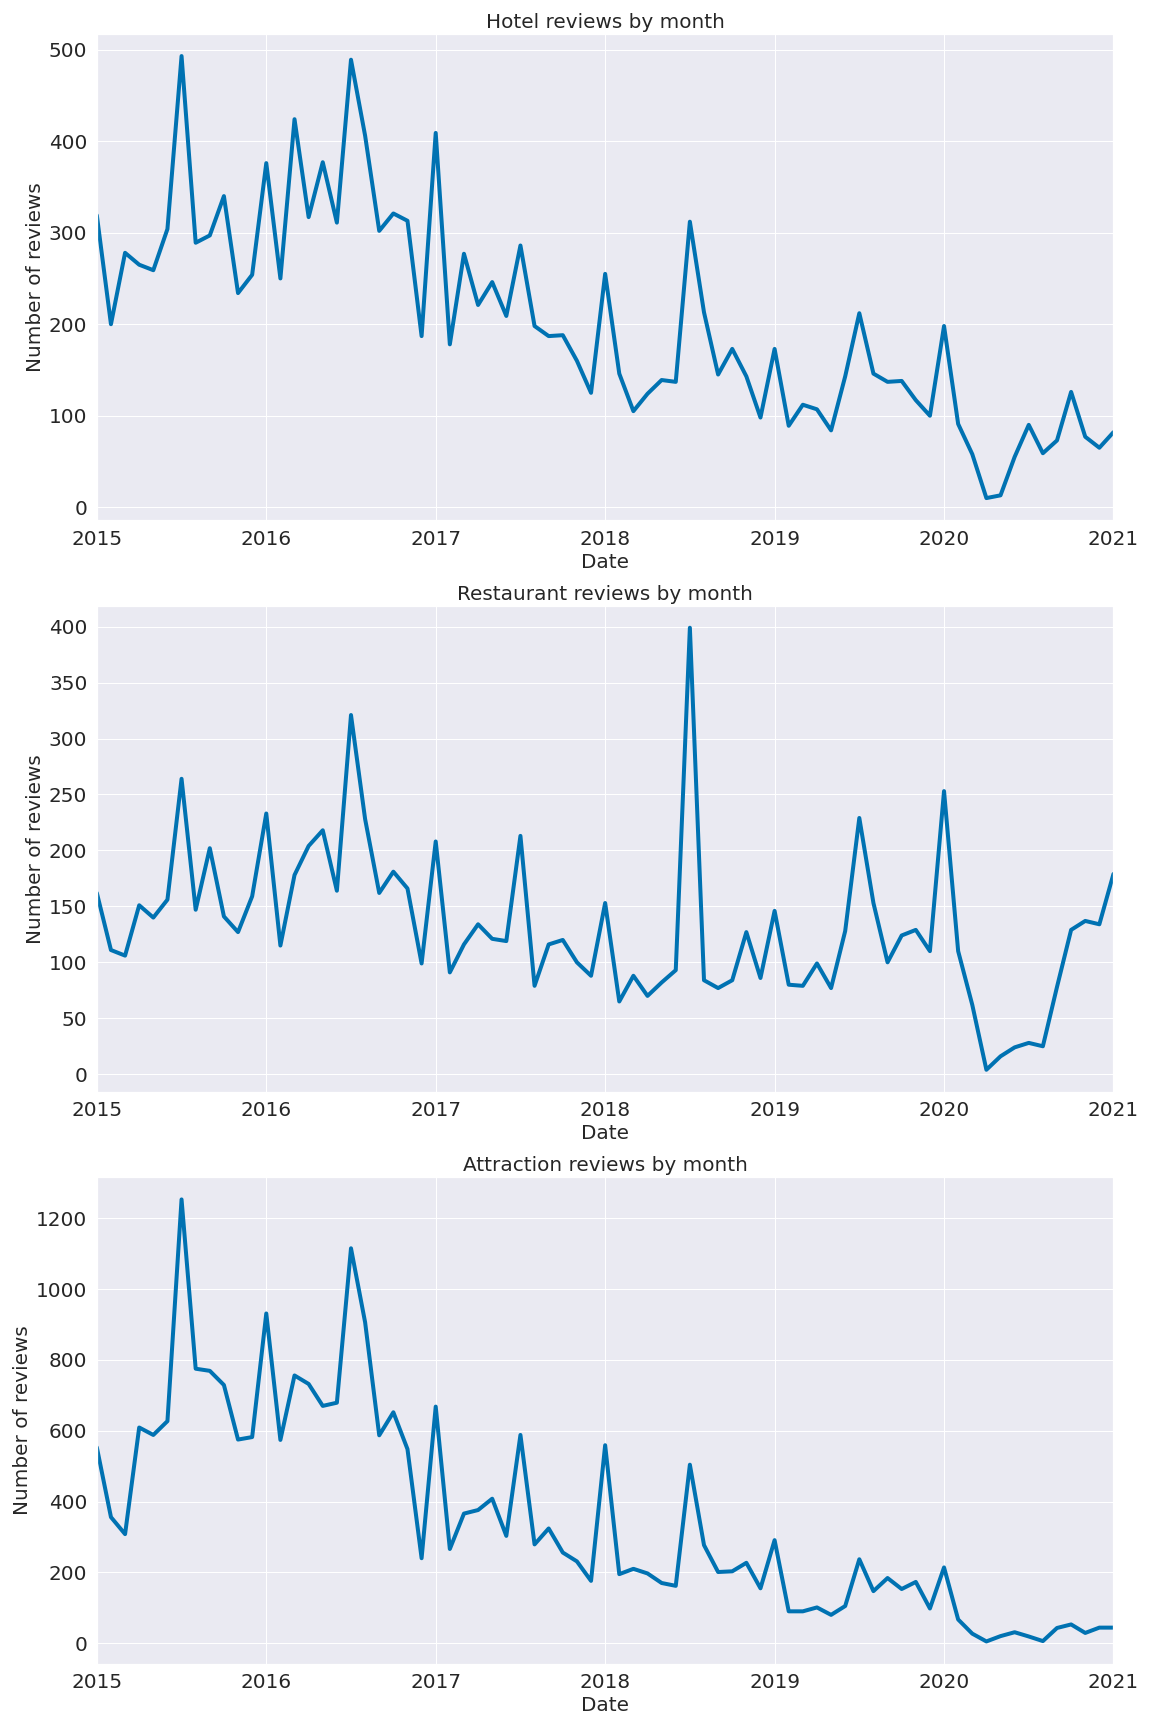 Hotel reviews by month
500
400
300
200
100
0
Number of reviews
2015 2016 2017 2018 2019 2020 2021
Date
Restaurant reviews by month
400
350
300
250
200
150
100
50
0
Number of reviews
2015 2016 2017 2018 2019 2020 2021
Date
Attraction reviews by month
1200
1000
800
600
400
200
0
Number of reviews
2015 2016 2017 2018 2019 2020 2021
Date